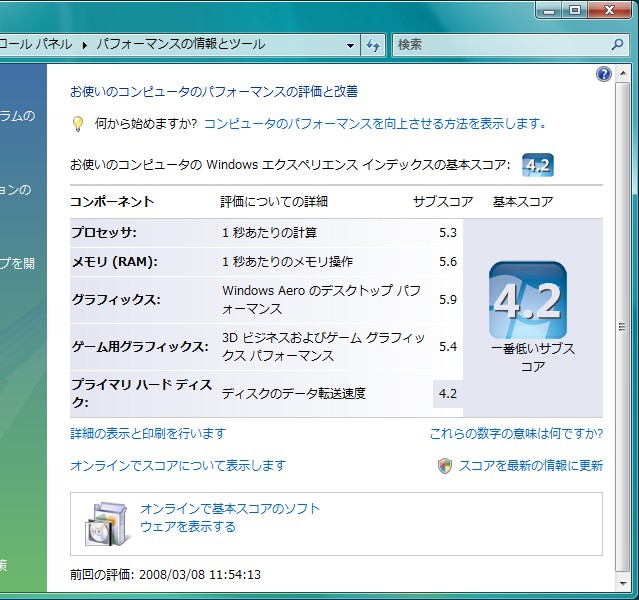 コール パネル ▸ パフォーマンスの情報とツール
検索
ラムの
ションの
プを開
策
お使いのコンピュータのパフォーマンスの評価と改善
何から始めますか? コンピュータのパフォーマンスを向上させる方法を表示します。
お使いのコンピュータの Windows エクスペリエンス インデックスの基本スコア: 4.2
コンポーネント 評価についての詳細 サブスコア 基本スコア
プロセッサ: 1 秒あたりの計算 5.3
メモリ (RAM): 1 秒あたりのメモリ操作 5.6
グラフィックス: Windows Aero のデスクトップ パフ
ォーマンス 5.9
ゲーム用グラフィックス: 3D ビジネスおよびゲーム グラフィッ
クス パフォーマンス 5.4
プライマリ ハード ディス
ク: ディスクのデータ転送速度 4.2
4.2
一番低いサブス
コア
詳細の表示と印刷を行います これらの数字の意味は何ですか?
オンラインでスコアについて表示します スコアを最新の情報に更新
オンラインで基本スコアのソフト
ウェアを表示する
前回の評価: 2008/03/08 11:54:13